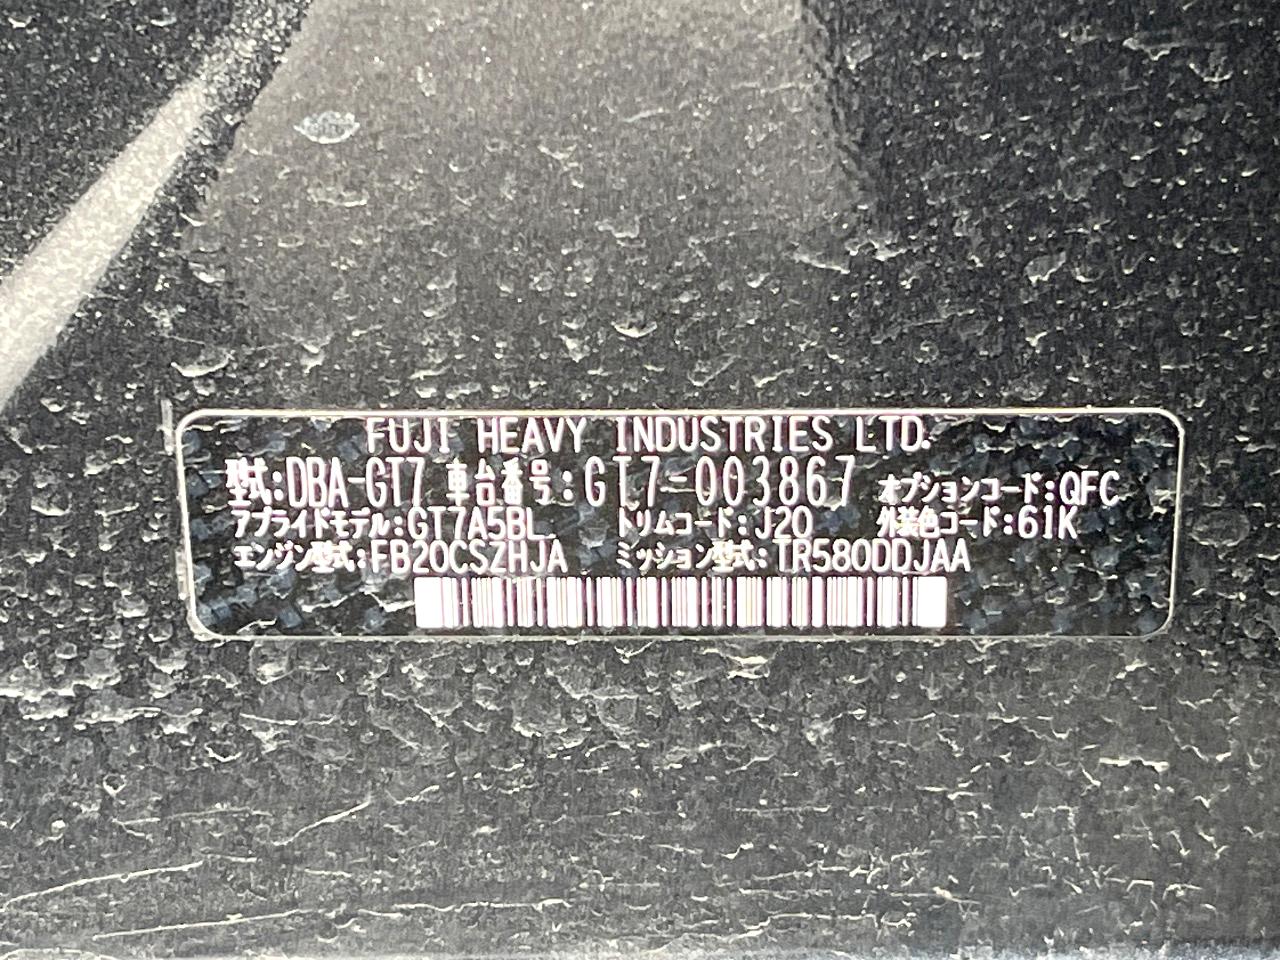 FUJI HEAVY INDUSTRIES LTD.
型式:DBA-GT7 車台番号:GT7-003867 オプションコード:QFC
アプライドモデル:GT7A5BL トリムコード:J20 外装色コード:61K
エンジン型式:FB20CSZHJA ミッション型式:TR580DDJAA